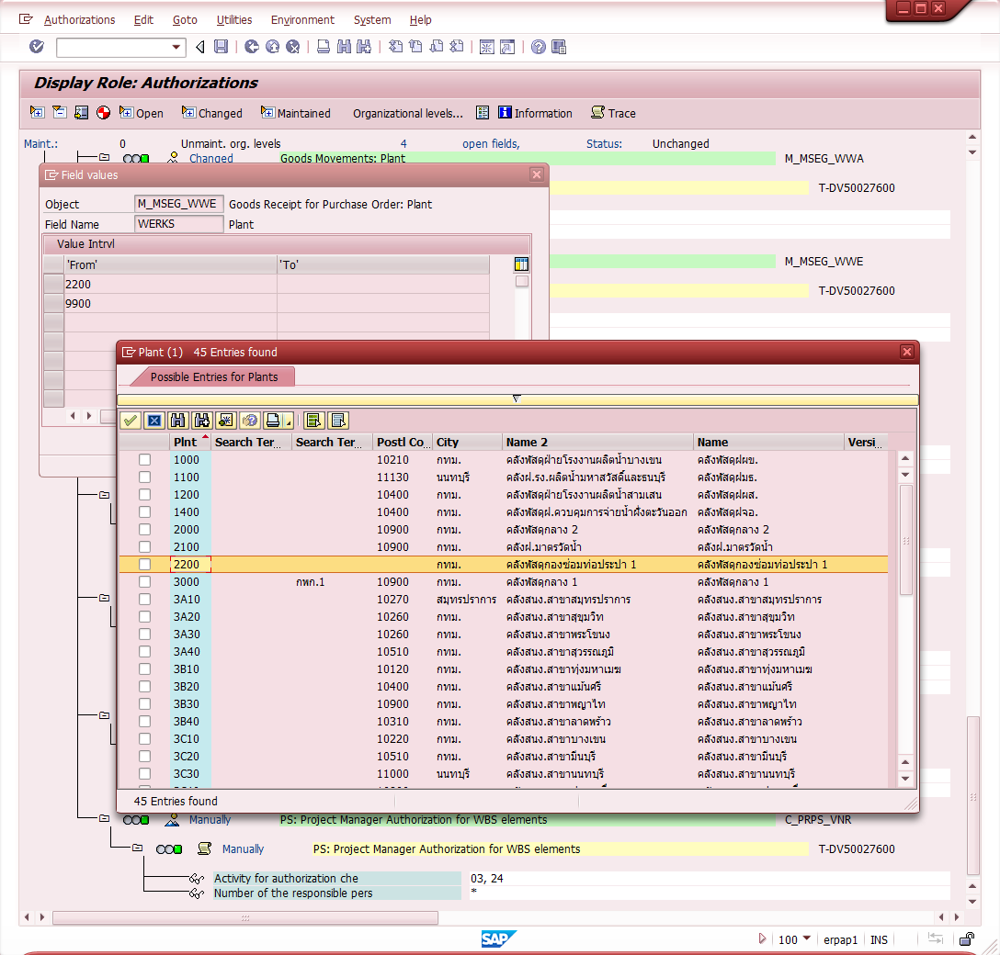 Authorizations Edit Goto Utilities Environment System Help
Display Role: Authorizations
Open Changed Maintained Organizational levels... Information Trace
Maint.: 0 Unmaint. org. levels 4 open fields, Status: Unchanged
Changed Goods Movements: Plant M_MSEG_WWA
T-DV50027600
M_MSEG_WWE
T-DV50027600
Field values
Object M_MSEG_WWE Goods Receipt for Purchase Order: Plant
Field Name WERKS Plant
Value Intrvl
'From' 'To'
2200
9900
Plant (1) 45 Entries found
Possible Entries for Plants
Plnt Search Ter... Search Ter... Postl Co... City Name 2 Name Versi...
1000 10210 กทม. คลังพัสดุฝ่ายโรงงานผลิตน้ำบางเขน คลังพัสดุฝผข.
1100 11130 นนทบุรี คลังฝ.รง.ผลิตน้ำมหาสวัสดิ์และธนบุรี คลังพัสดุฝมธ.
1200 10400 กทม. คลังพัสดุฝ่ายโรงงานผลิตน้ำสามเสน คลังพัสดุฝผส.
1400 10400 กทม. คลังพัสดุฝ.ควบคุมการจ่ายน้ำฝั่งตะวันออก คลังพัสดุฝจอ.
2000 10900 กทม. คลังพัสดุกลาง 2 คลังพัสดุกลาง 2
2100 10900 กทม. คลังฝ.มาตรวัดน้ำ คลังฝ.มาตรวัดน้ำ
2200 กทม. คลังพัสดุกองซ่อมท่อประปา 1 คลังพัสดุกองซ่อมท่อประปา 1
3000 กพก.1 10900 กทม. คลังพัสดุกลาง 1 คลังพัสดุกลาง 1
3A10 10270 สมุทรปราการ คลังสนง.สาขาสมุทรปราการ คลังสนง.สาขาสมุทรปราการ
3A20 10260 กทม. คลังสนง.สาขาสุขุมวิท คลังสนง.สาขาสุขุมวิท
3A30 10260 กทม. คลังสนง.สาขาพระโขนง คลังสนง.สาขาพระโขนง
3A40 10510 กทม. คลังสนง.สาขาสุวรรณภูมิ คลังสนง.สาขาสุวรรณภูมิ
3B10 10120 กทม. คลังสนง.สาขาทุ่งมหาเมฆ คลังสนง.สาขาทุ่งมหาเมฆ
3B20 10400 กทม. คลังสนง.สาขาแม้นศรี คลังสนง.สาขาแม้นศรี
3B30 10900 กทม. คลังสนง.สาขาพญาไท คลังสนง.สาขาพญาไท
3B40 10310 กทม. คลังสนง.สาขาลาดพร้าว คลังสนง.สาขาลาดพร้าว
3C10 10220 กทม. คลังสนง.สาขาบางเขน คลังสนง.สาขาบางเขน
3C20 10510 กทม. คลังสนง.สาขามีนบุรี คลังสนง.สาขามีนบุรี
3C30 11000 นนทบุรี คลังสนง.สาขานนทบุรี คลังสนง.สาขานนทบุรี
45 Entries found
Manually PS: Project Manager Authorization for WBS elements C_PRPS_VNR
Manually PS: Project Manager Authorization for WBS elements T-DV50027600
Activity for authorization che 03, 24
Number of the responsible pers *
SAP 100 erpap1 INS